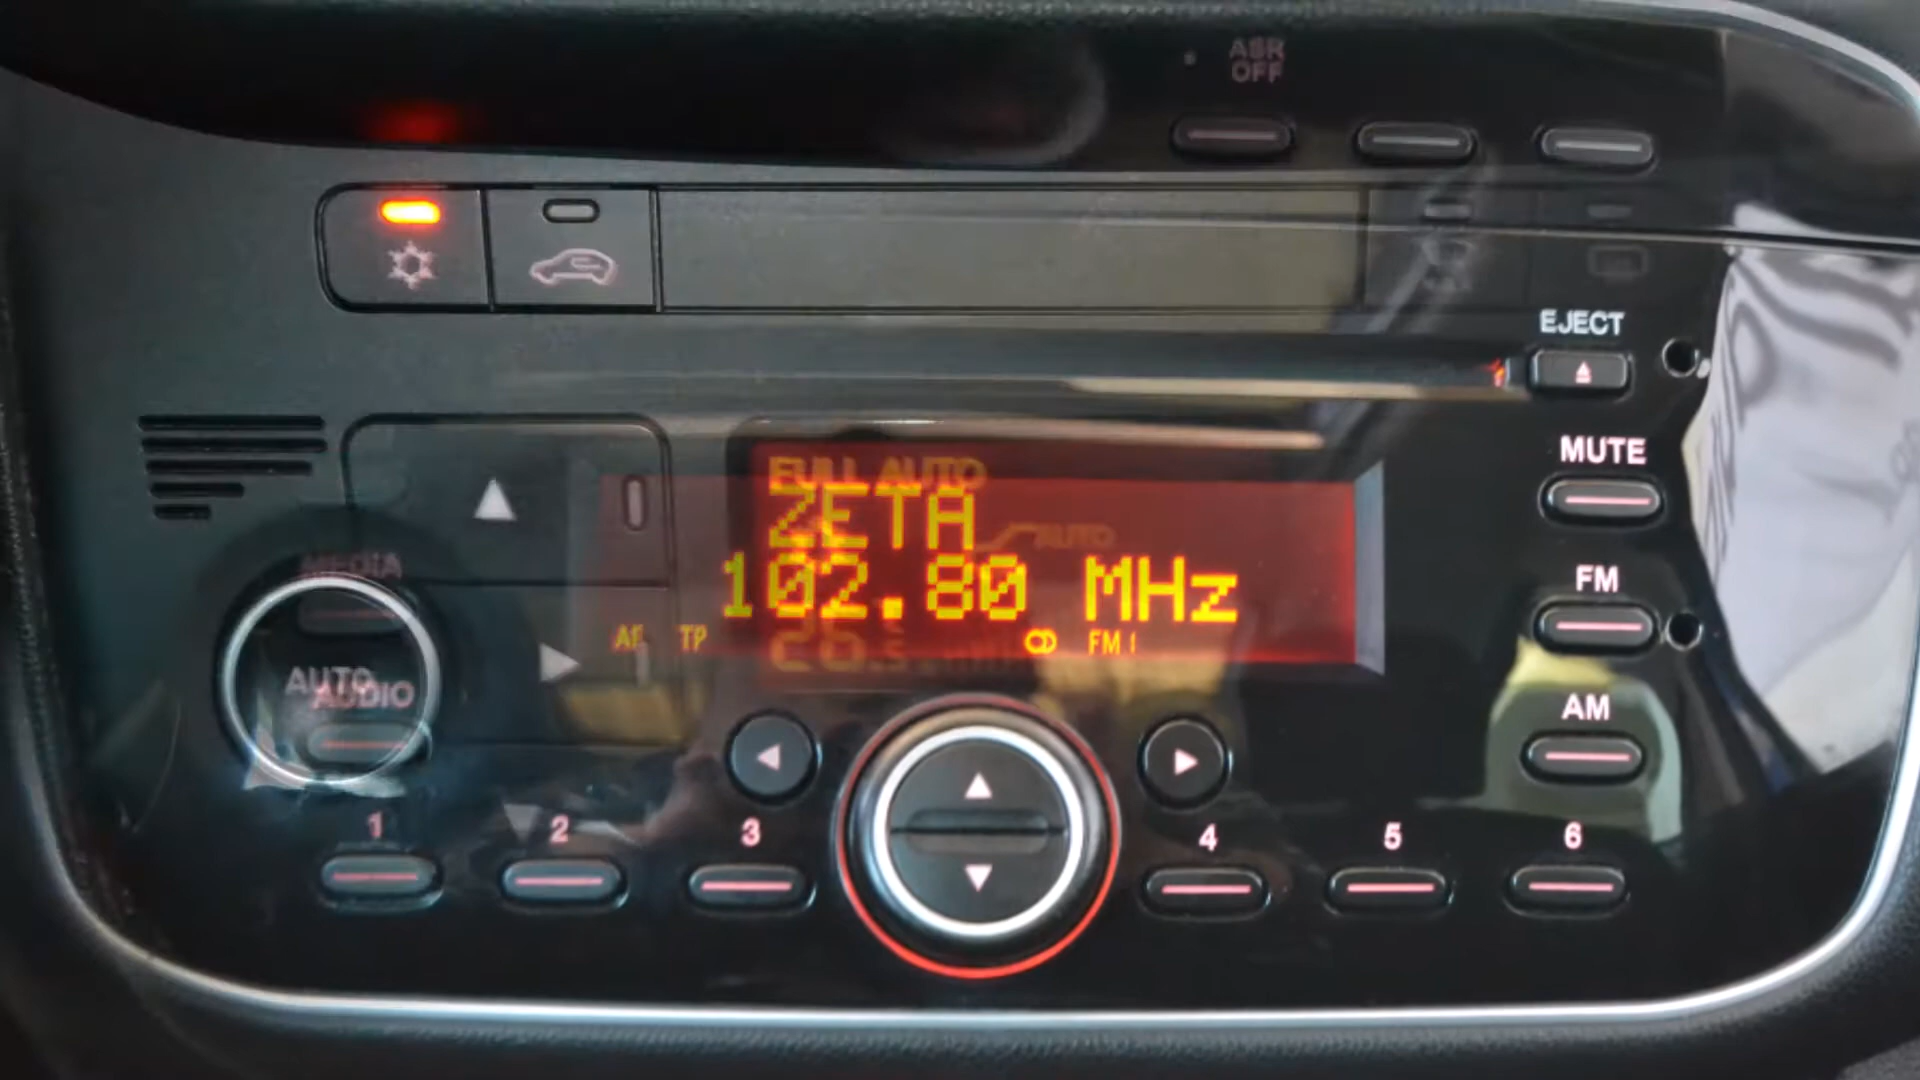 ASR
OFF
EJECT
MUTE
FULL AUTO
ZETA
AUTO
102.80 MHz
FM
MEDIA
AF TP FM1
AUTO
AUDIO
AM
1 2 3 4 5 6